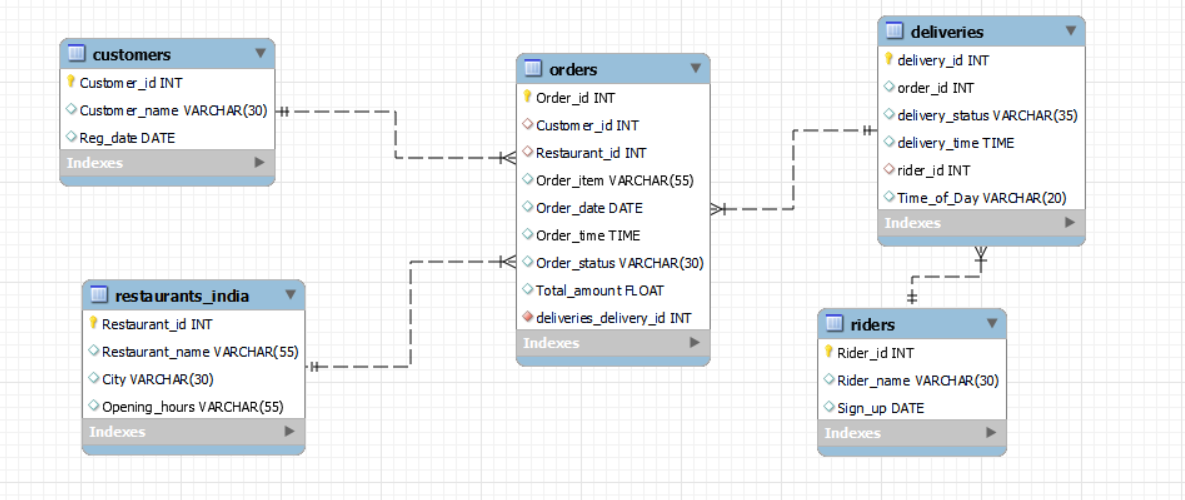 customers
Customer_id INT
Customer_name VARCHAR(30)
Reg_date DATE
Indexes
restaurants_india
Restaurant_id INT
Restaurant_name VARCHAR(55)
City VARCHAR(30)
Opening_hours VARCHAR(55)
Indexes
orders
Order_id INT
Customer_id INT
Restaurant_id INT
Order_item VARCHAR(55)
Order_date DATE
Order_time TIME
Order_status VARCHAR(30)
Total_amount FLOAT
deliveries_delivery_id INT
Indexes
deliveries
delivery_id INT
order_id INT
delivery_status VARCHAR(35)
delivery_time TIME
rider_id INT
Time_of_Day VARCHAR(20)
Indexes
riders
Rider_id INT
Rider_name VARCHAR(30)
Sign_up DATE
Indexes